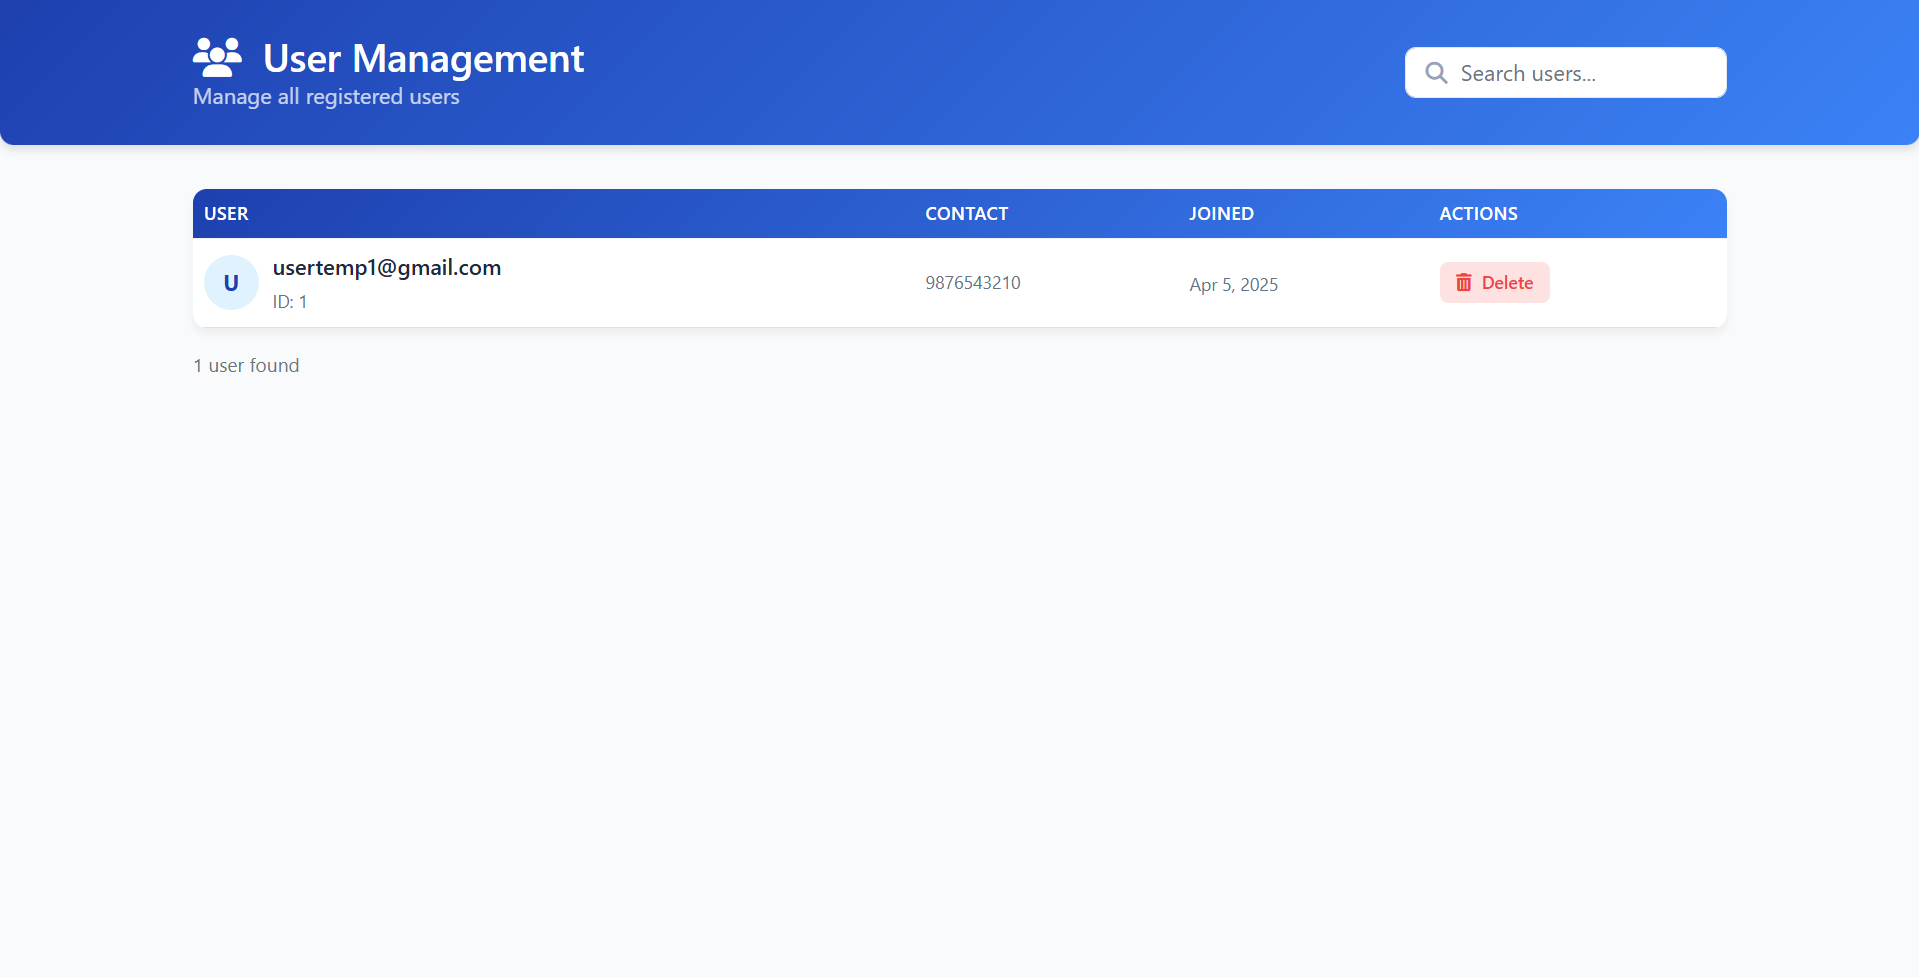 User Management
Manage all registered users
Search users...
USER CONTACT JOINED ACTIONS
U
usertemp1@gmail.com
ID: 1
9876543210
Apr 5, 2025
Delete
1 user found